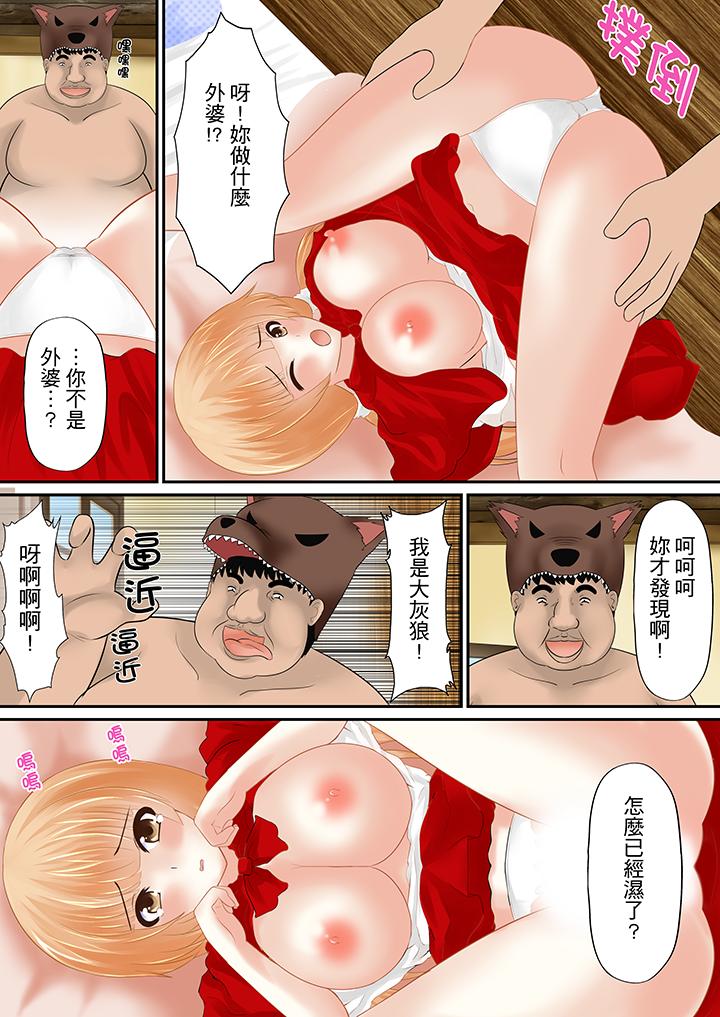 撲倒
呀！妳做什麼
外婆!?
嘿嘿嘿
…你不是
外婆…？
呵呵呵
妳才發現啊！
我是大灰狼！
逼近
逼近
呀啊啊啊！
怎麼已經濕了？
嗚嗚
嗚嗚